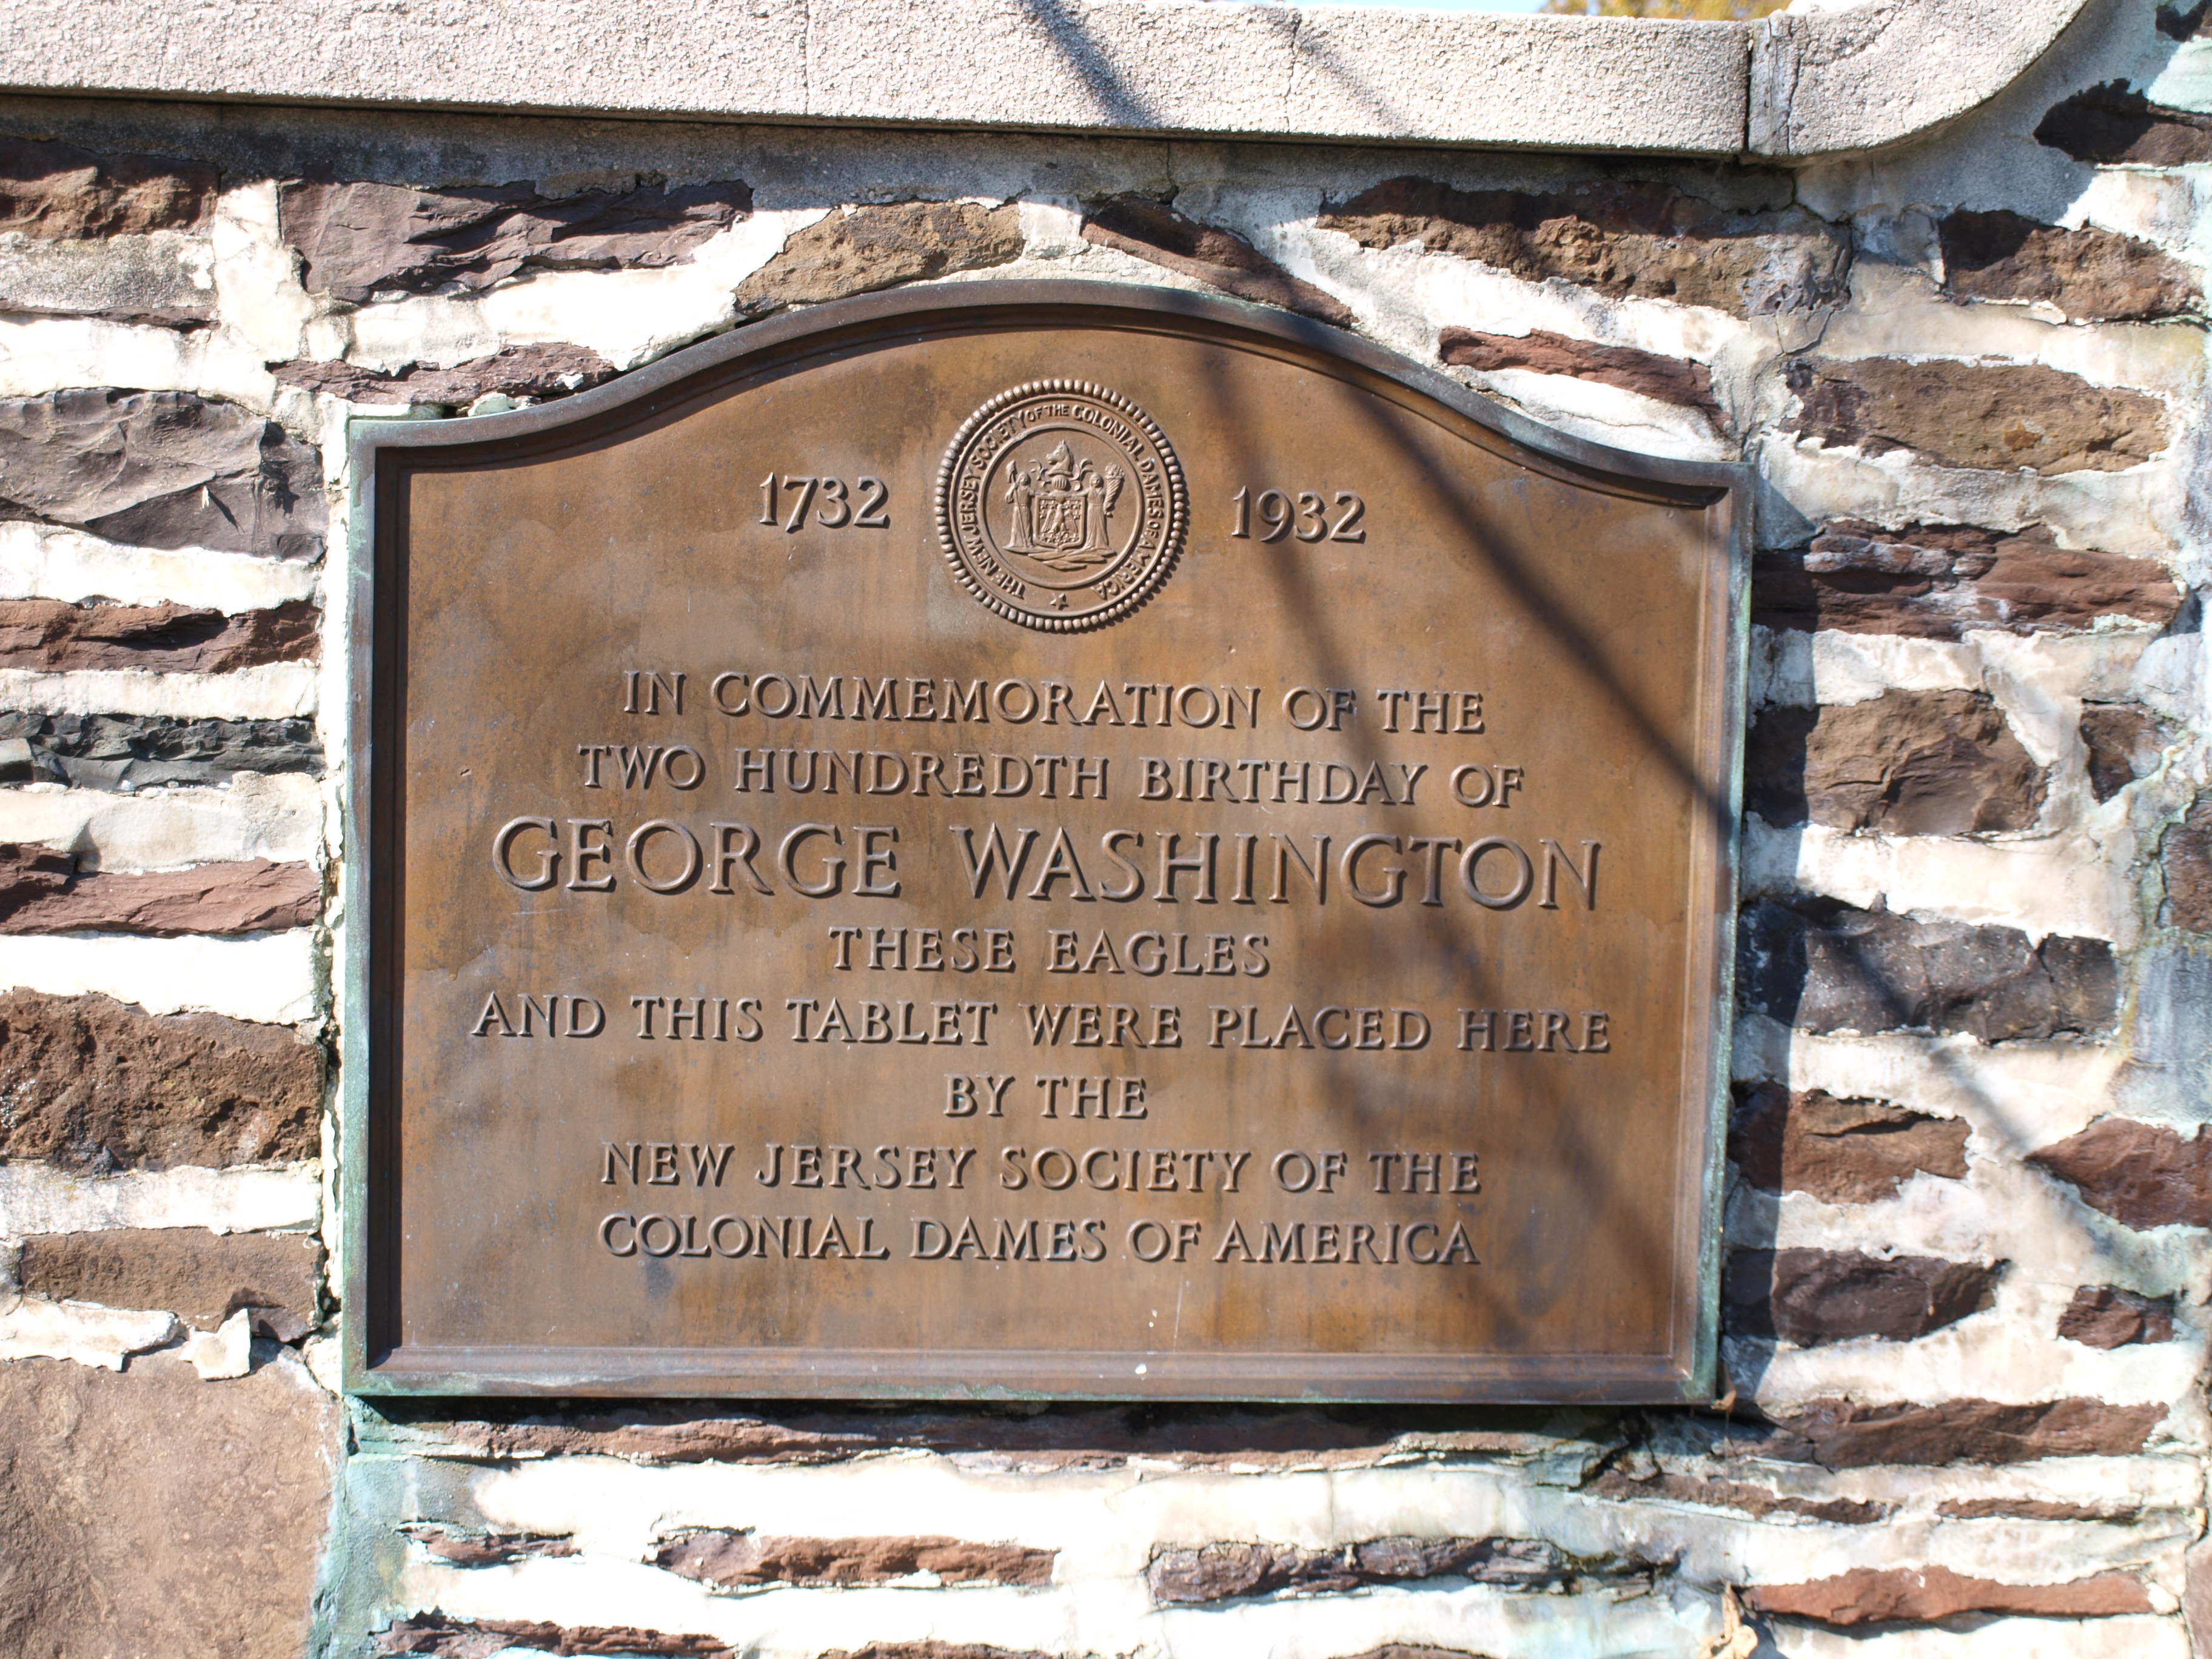 THE NEW JERSEY SOCIETY OF THE COLONIAL DAMES OF AMERICA
1732 1932
IN COMMEMORATION OF THE
TWO HUNDREDTH BIRTHDAY OF
GEORGE WASHINGTON
THESE EAGLES
AND THIS TABLET WERE PLACED HERE
BY THE
NEW JERSEY SOCIETY OF THE
COLONIAL DAMES OF AMERICA